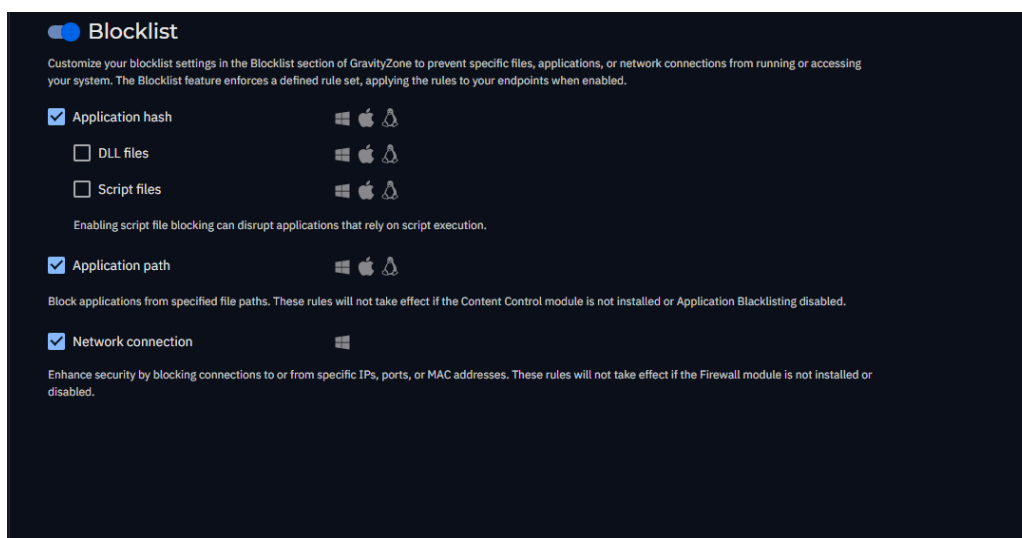 Blocklist
Customize your blocklist settings in the Blocklist section of GravityZone to prevent specific files, applications, or network connections from running or accessing
your system. The Blocklist feature enforces a defined rule set, applying the rules to your endpoints when enabled.
Application hash
DLL files
Script files
Enabling script file blocking can disrupt applications that rely on script execution.
Application path
Block applications from specified file paths. These rules will not take effect if the Content Control module is not installed or Application Blacklisting disabled.
Network connection
Enhance security by blocking connections to or from specific IPs, ports, or MAC addresses. These rules will not take effect if the Firewall module is not installed or
disabled.